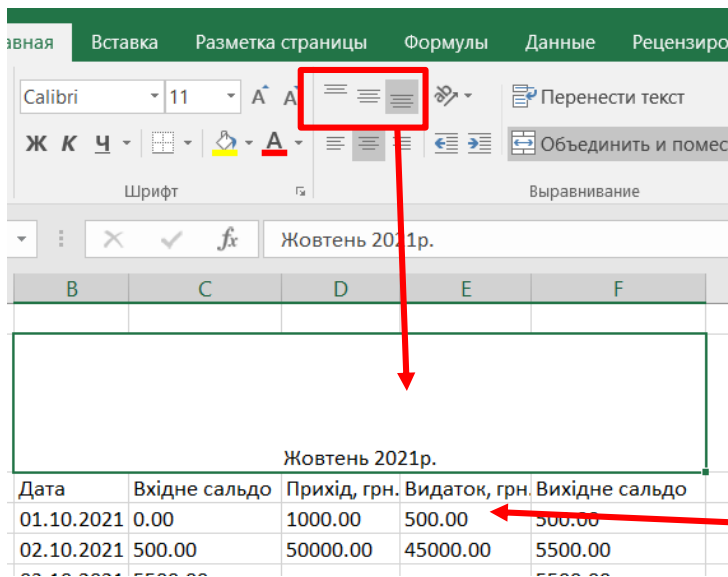 авная Вставка Разметка страницы Формулы Данные Рецензиро
Calibri 11 A A Перенести текст
Ж К Ч A Объединить и помес
Шрифт Выравнивание
fx Жовтень 2021р.
B C D E F
Жовтень 2021р.
Дата Вхідне сальдо Прихід, грн. Видаток, грн. Вихідне сальдо
01.10.2021 0.00 1000.00 500.00 500.00
02.10.2021 500.00 50000.00 45000.00 5500.00